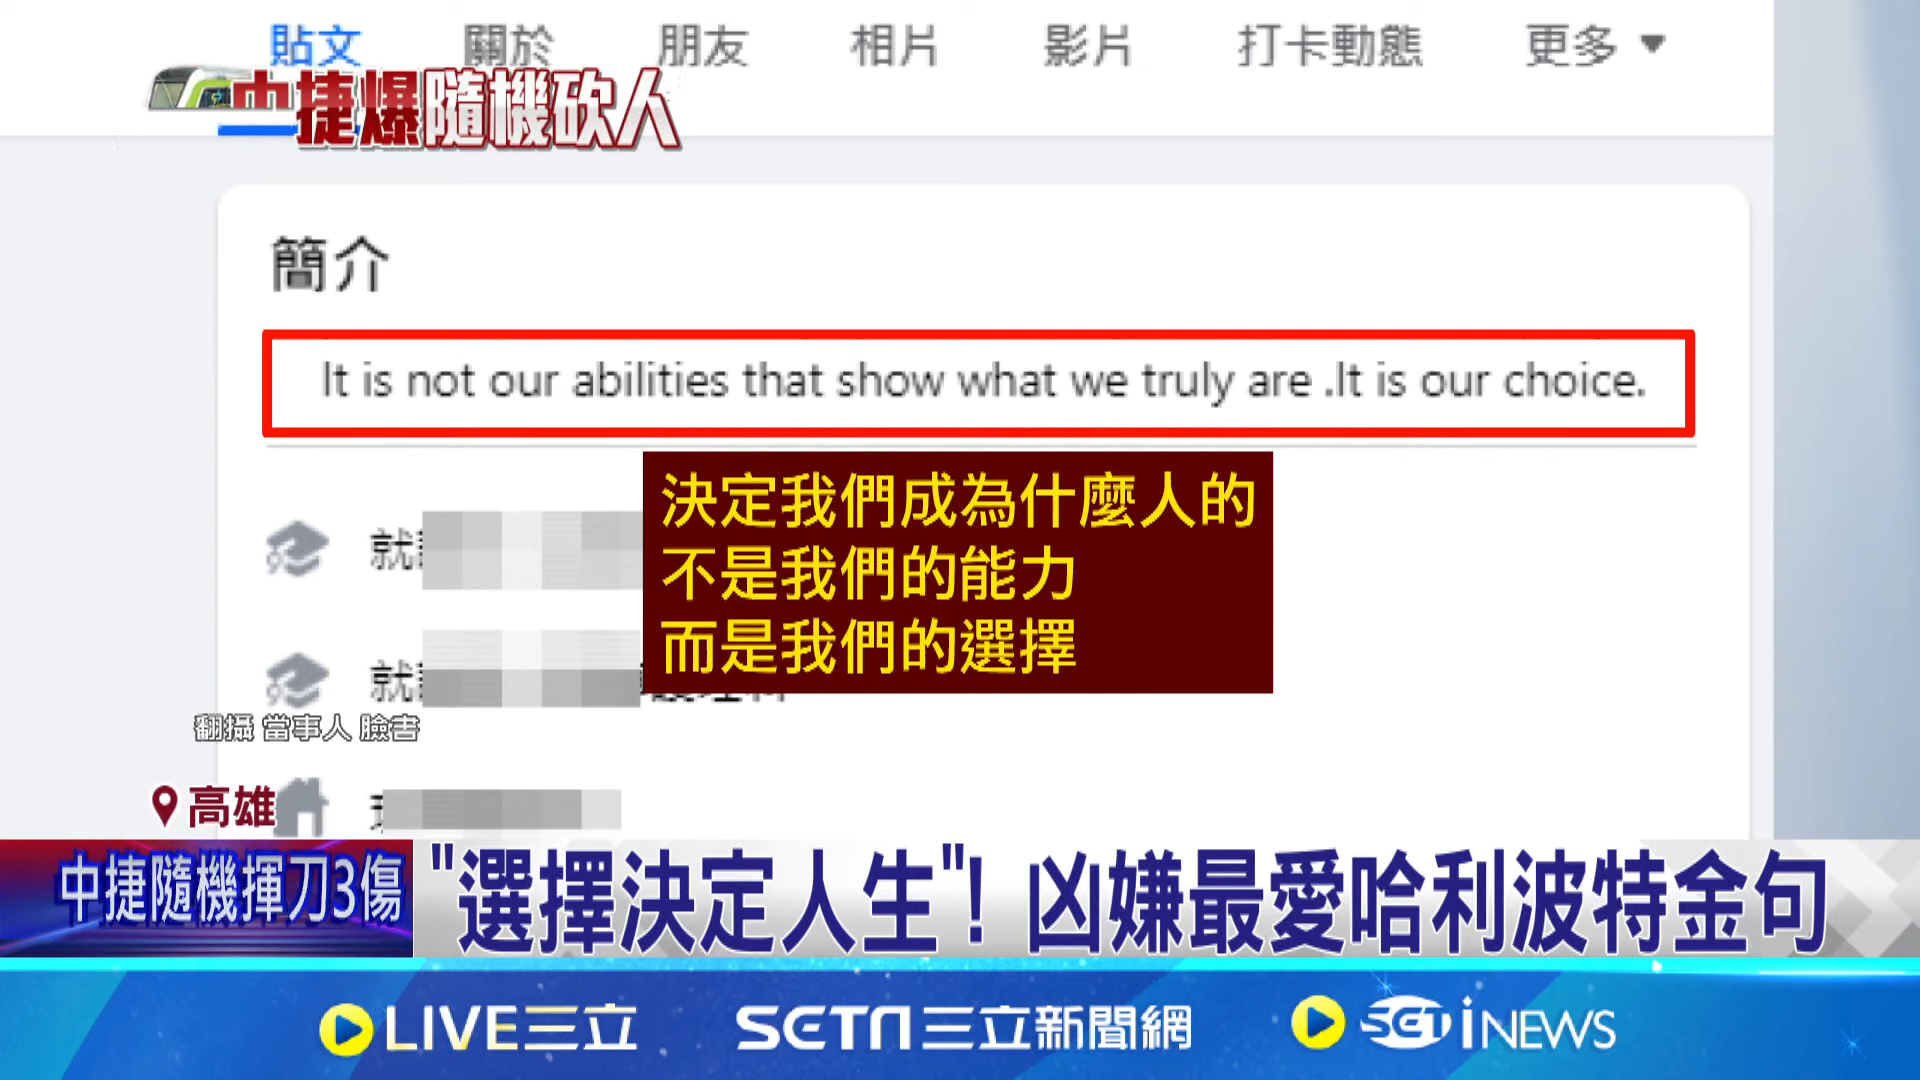 貼文 關於 朋友 相片 影片 打卡動態 更多
中捷爆隨機砍人
簡介
It is not our abilities that show what we truly are .It is our choice.
決定我們成為什麼人的
不是我們的能力
而是我們的選擇
就
就
翻攝 當事人 臉書
高雄
中捷隨機揮刀3傷
"選擇決定人生"! 凶嫌最愛哈利波特金句
LIVE三立 SETN三立新聞網 SET iNEWS